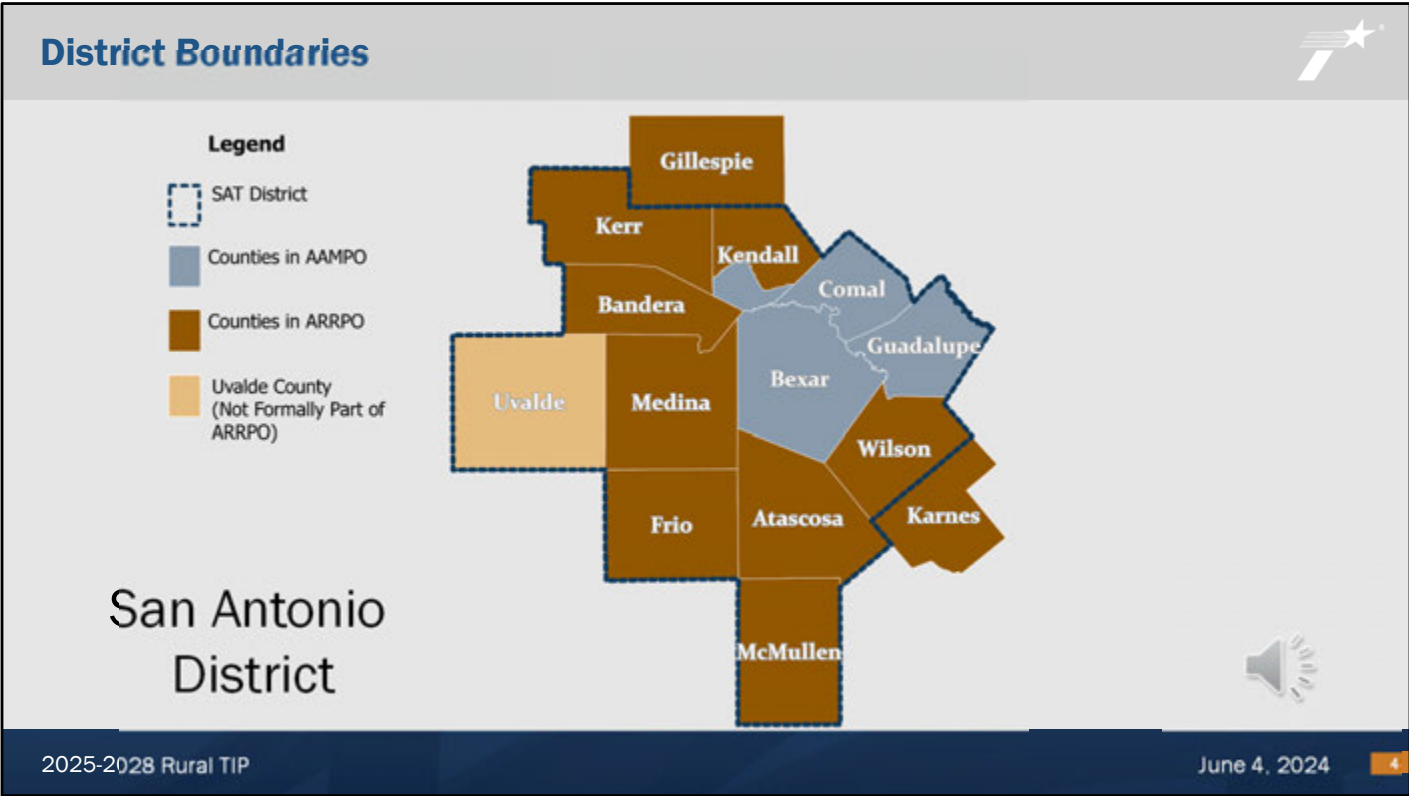 District Boundaries
Legend
SAT District
Counties in AAMPO
Counties in ARRPO
Uvalde County
(Not Formally Part of
ARRPO)
Gillespie
Kerr
Kendall
Comal
Bandera
Guadalupe
Bexar
Uvalde
Medina
Wilson
Frio
Atascosa
Karnes
McMullen
San Antonio
District
2025-2028 Rural TIP
June 4, 2024
4